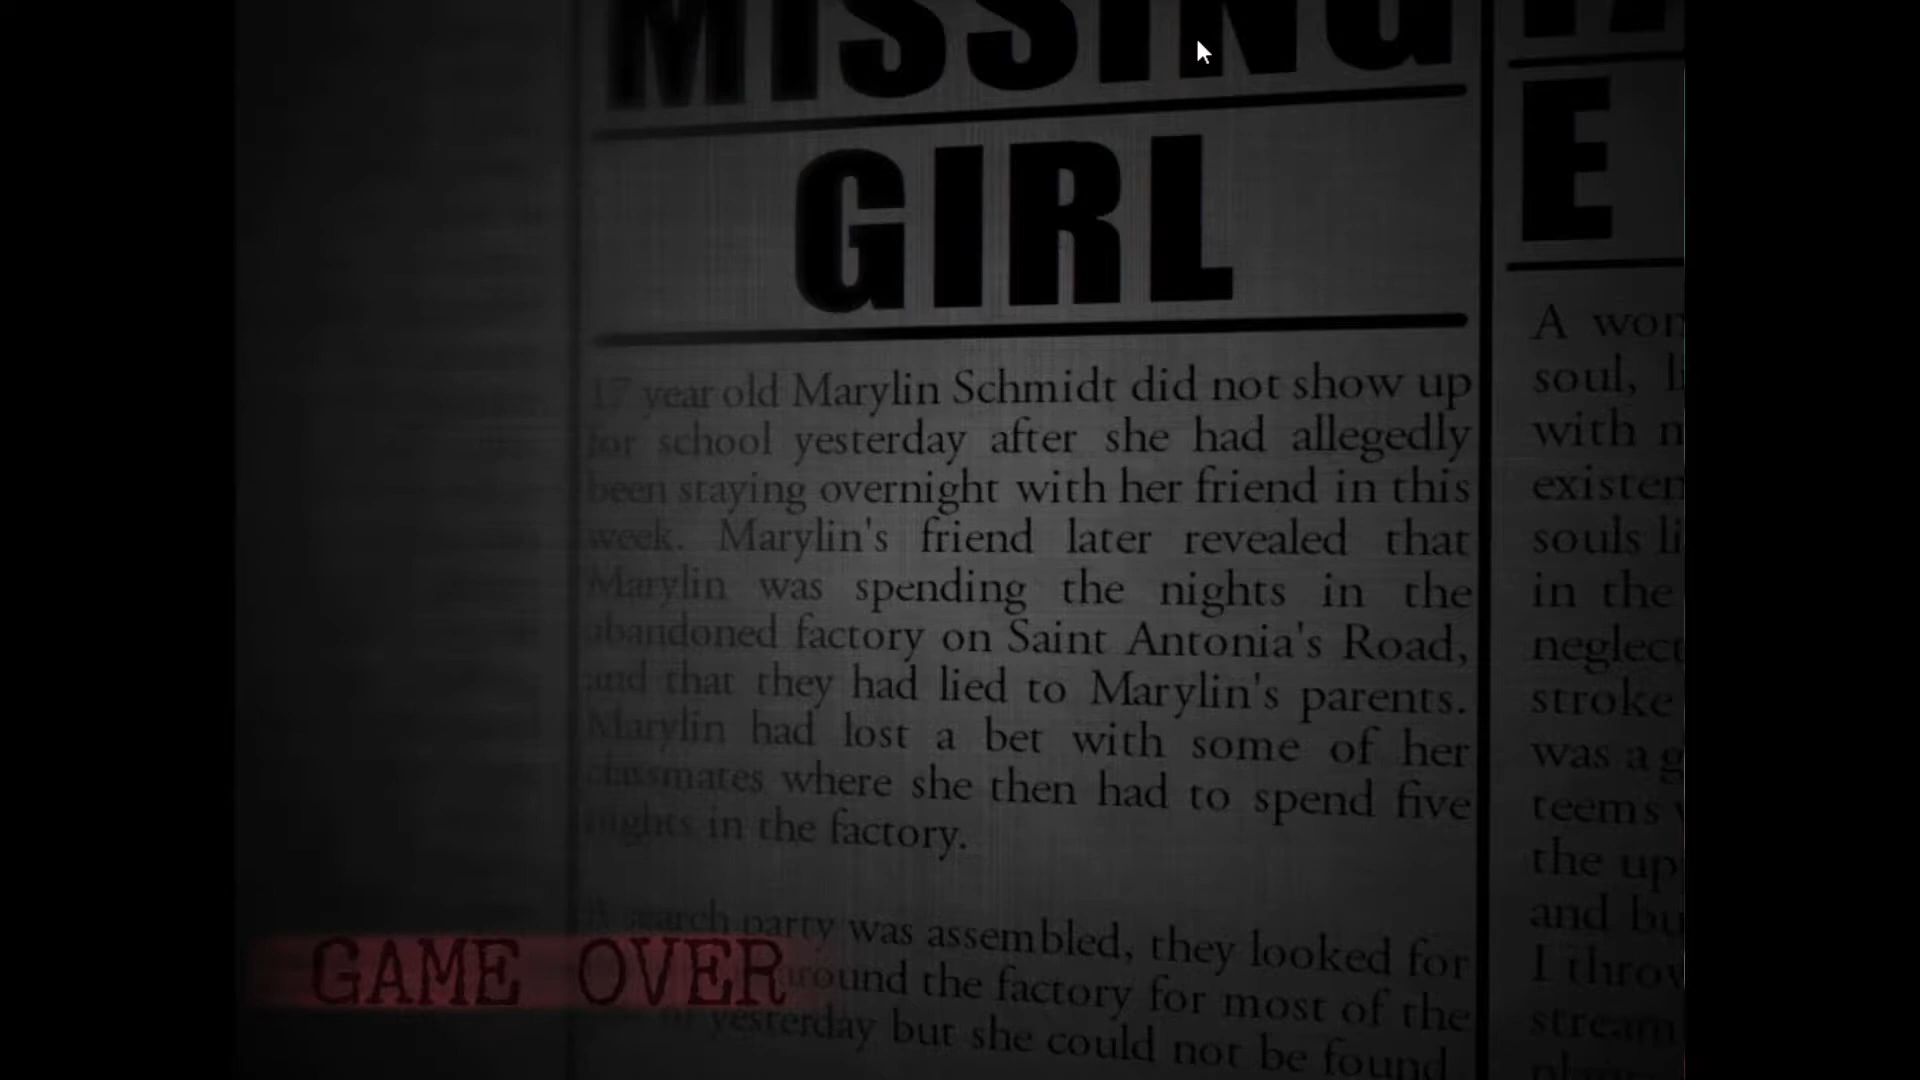 MISSING
GIRL
17 year old Marylin Schmidt did not show up
for school yesterday after she had allegedly
been staying overnight with her friend in this
week. Marylin's friend later revealed that
Marylin was spending the nights in the
abandoned factory on Saint Antonia's Road,
and that they had lied to Marylin's parents.
Marylin had lost a bet with some of her
classmates where she then had to spend five
nights in the factory.
A search party was assembled, they looked for
around the factory for most of the
yesterday but she could not be found.
GAME OVER
E
A
soul,
with
souls
in the
stroke
was a
the up
and
I
stream